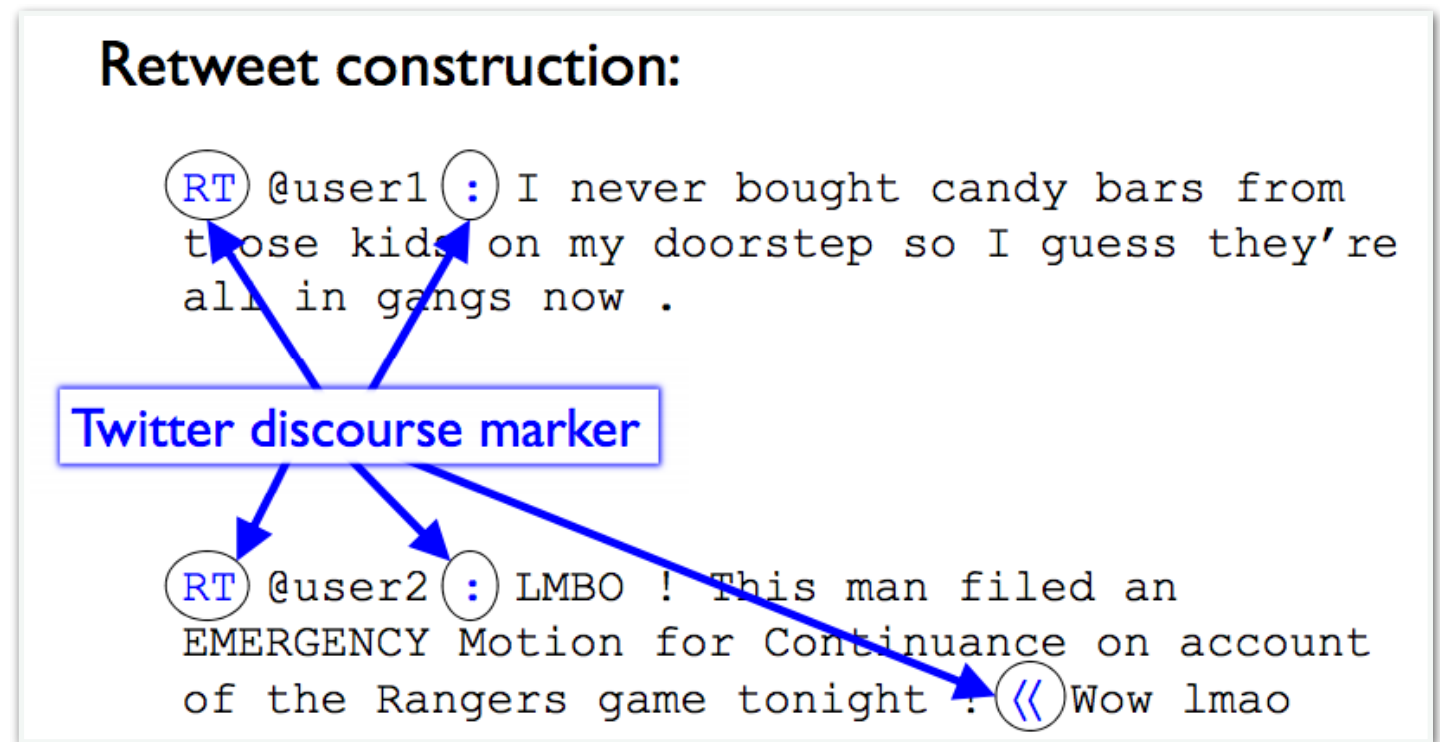 Retweet construction:
RT @user1 : I never bought candy bars from
those kids on my doorstep so I guess they’re
all in gangs now .
Twitter discourse marker
RT @user2 : LMBO ! This man filed an
EMERGENCY Motion for Continuance on account
of the Rangers game tonight ! 《 Wow lmao